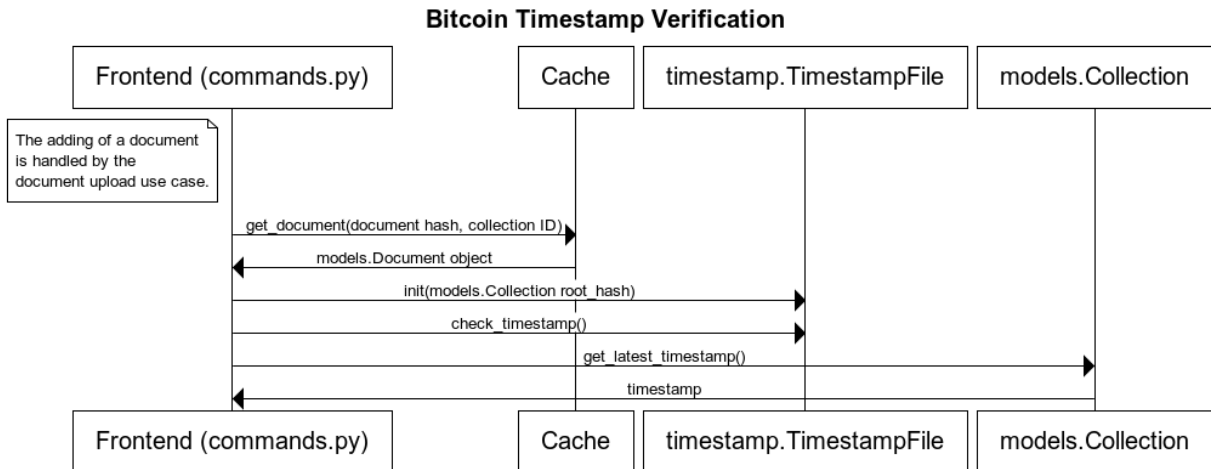 Bitcoin Timestamp Verification
Frontend (commands.py)
Cache
timestamp.TimestampFile
models.Collection
The adding of a document
is handled by the
document upload use case.
get_document(document hash, collection ID)
models.Document object
init(models.Collection root_hash)
check_timestamp()
get_latest_timestamp()
timestamp
Frontend (commands.py)
Cache
timestamp.TimestampFile
models.Collection